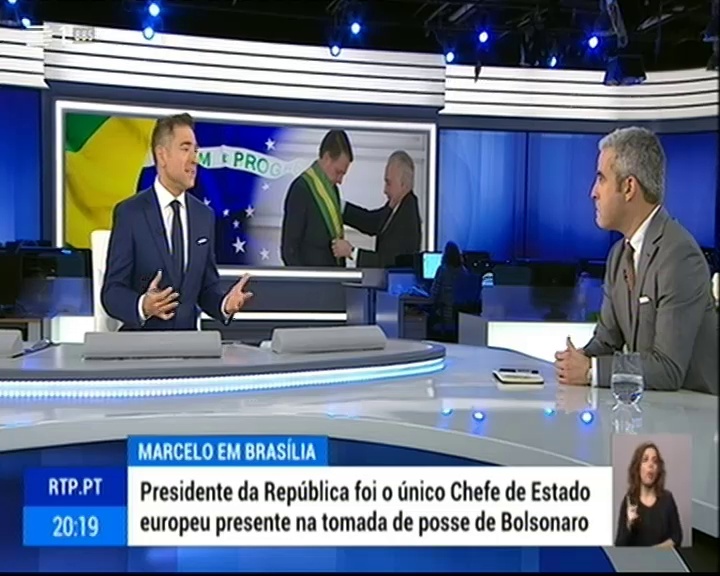 M E PROG
MARCELO EM BRASÍLIA
RTP.PT
Presidente da República foi o único Chefe de Estado
20:19
europeu presente na tomada de posse de Bolsonaro